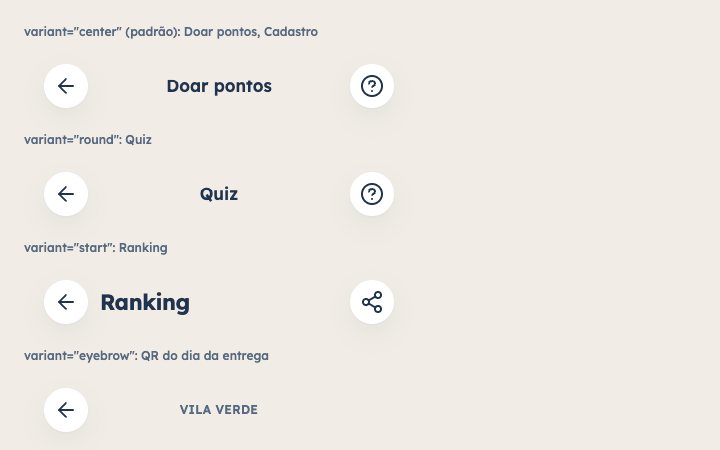 variant="center" (padrão): Doar pontos, Cadastro
Doar pontos
variant="round": Quiz
Quiz
variant="start": Ranking
Ranking
variant="eyebrow": QR do dia da entrega
VILA VERDE